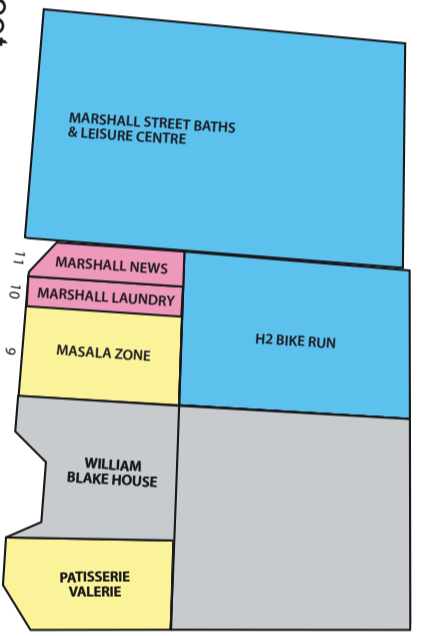 MARSHALL STREET BATHS
& LEISURE CENTRE
11
MARSHALL NEWS
10
MARSHALL LAUNDRY
9
MASALA ZONE
H2 BIKE RUN
WILLIAM
BLAKE HOUSE
PATISSERIE
VALERIE